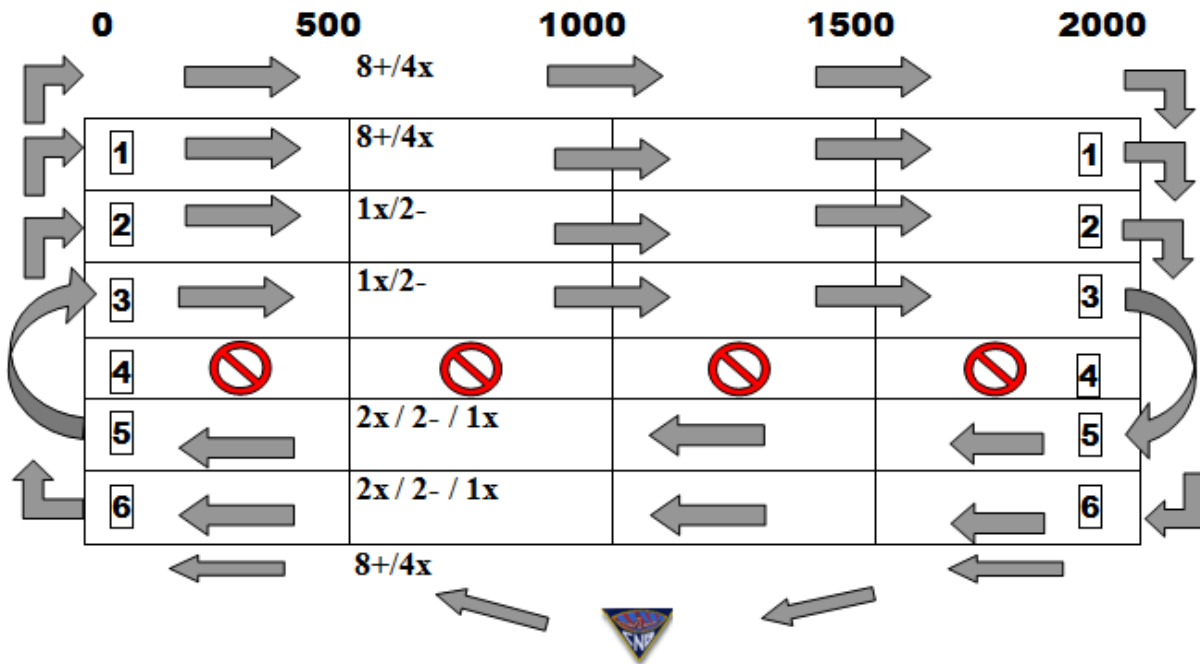 0 500 1000 1500 2000
8+/4x
1 8+/4x 1
2 1x/2- 2
3 1x/2- 3
4 4
5 2x / 2- / 1x 5
6 2x / 2- / 1x 6
8+/4x